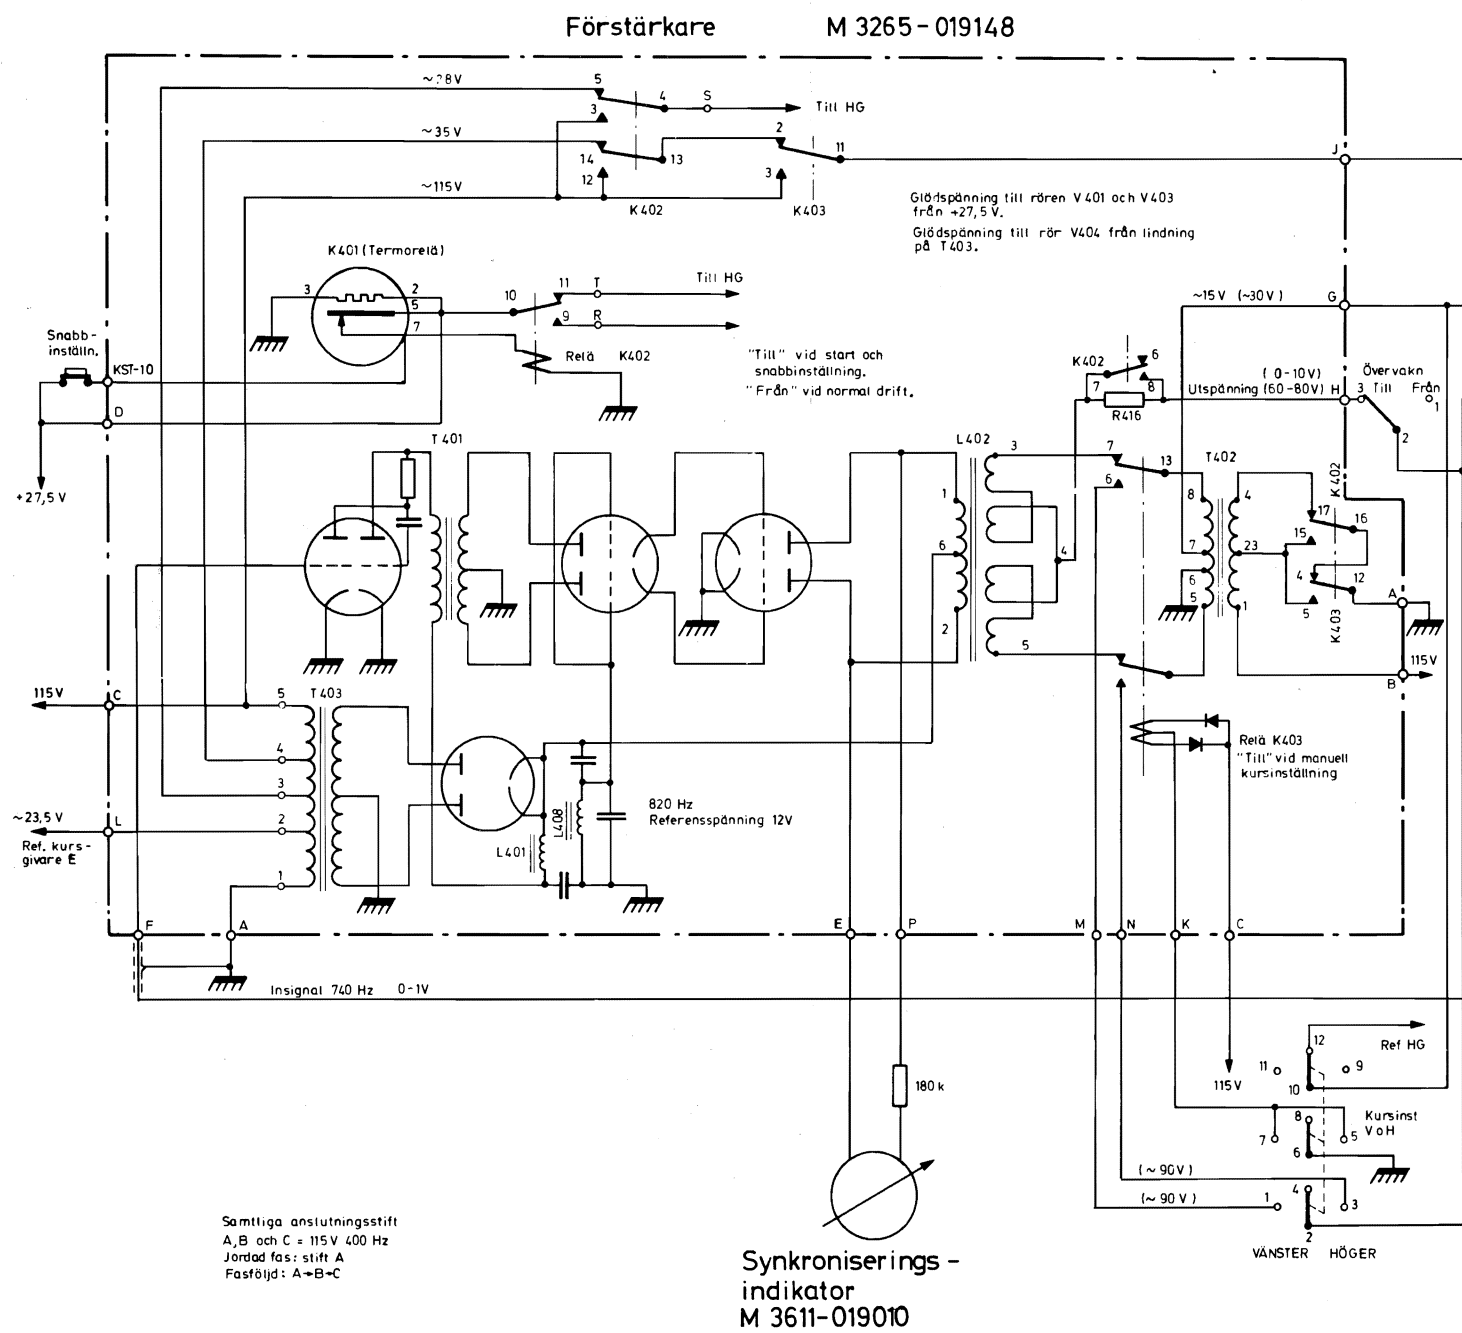 Förstärkare M 3265-019148
~28V
5
4
S
Till HG
3
~35V
2
11
J
14
13
12
3
~115V
K402
K403
Glödspänning till rören V401 och V403
från +27,5V.
Glödspänning till rör V404 från lindning
på T403.
K401 (Termorelä)
3
2
5
7
10
11
T
Till HG
9
R
Relä K402
~15V (~30V)
G
Snabb-
inställn.
KST-10
D
+27,5V
"Till" vid start och
snabbinställning.
"Från" vid normal drift.
K402
6
7
8
R416
(0-10V)
Utspänning (60-80V) H
Övervakn
3 Till Från
1
2
T401
L402
3
7
13
T402
K402
6
1
8
4
17
16
6
7
23
15
4
4
12
6
5
1
5
2
5
K403
A
115V
B
115V
C
5
T403
4
3
2
1
~23,5V
L
Ref. kurs-
givare E
L401
L408
820 Hz
Referensspänning 12V
Relä K403
"Till" vid manuell
kursinställning
F
A
E
P
M
N
K
C
Insignal 740 Hz 0-1V
180k
115V
12
Ref HG
11
9
10
8
Kursinst
VoH
7
5
6
(~90V)
(~90V)
1
4
3
2
VÄNSTER HÖGER
Samtliga anslutningsstift
A,B och C = 115V 400 Hz
Jordad fas: stift A
Fasföljd: A→B→C
Synkroniserings-
indikator
M 3611-019010